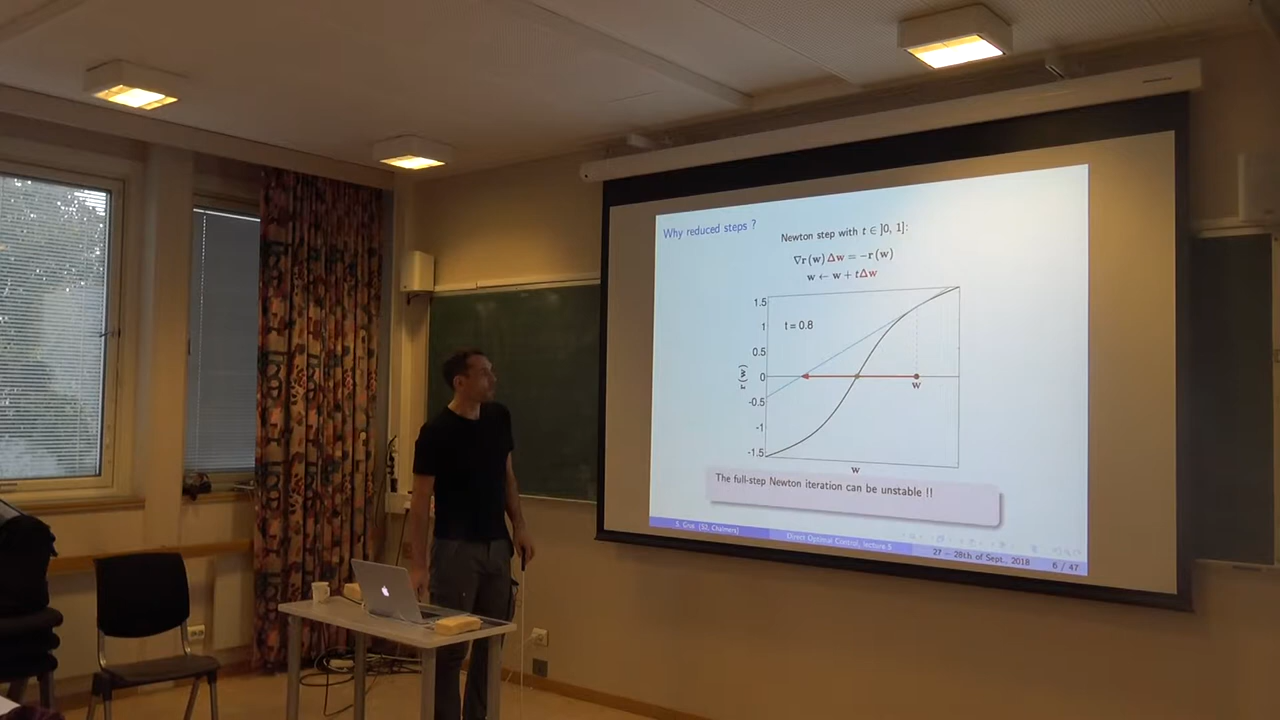 Why reduced steps ?
Newton step with t ∈ ]0, 1]:
∇r (w) Δw = −r (w)
w ← w + tΔw
1.5
t = 0.8
1
0.5
0
-0.5
-1
-1.5
r (w)
w
w
The full-step Newton iteration can be unstable !!
Direct Optimal Control, lecture 5
27 – 28th of Sept., 2018
6 / 47